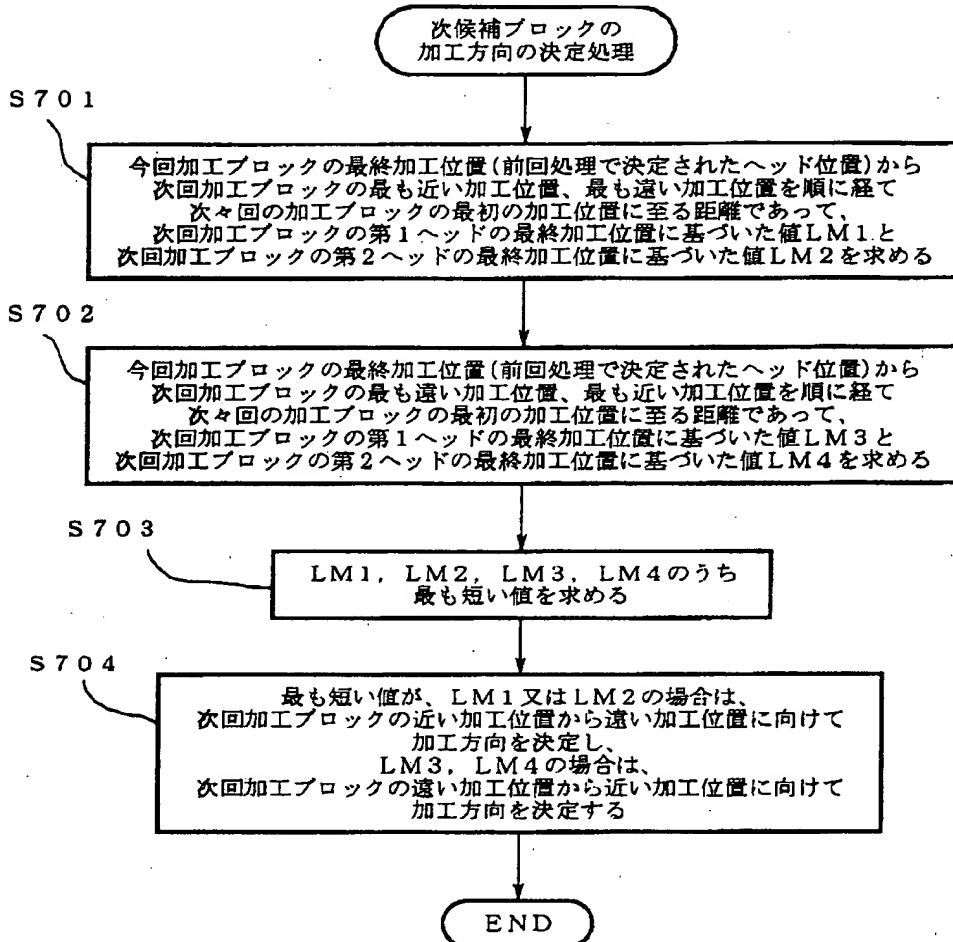 次候補ブロックの
加工方向の決定処理
S701
今回加工ブロックの最終加工位置(前回処理で決定されたヘッド位置)から
次回加工ブロックの最も近い加工位置、最も遠い加工位置を順に経て
次々回の加工ブロックの最初の加工位置に至る距離であって、
次回加工ブロックの第1ヘッドの最終加工位置に基づいた値LM1と
次回加工ブロックの第2ヘッドの最終加工位置に基づいた値LM2を求める
S702
今回加工ブロックの最終加工位置(前回処理で決定されたヘッド位置)から
次回加工ブロックの最も遠い加工位置、最も近い加工位置を順に経て
次々回の加工ブロックの最初の加工位置に至る距離であって、
次回加工ブロックの第1ヘッドの最終加工位置に基づいた値LM3と
次回加工ブロックの第2ヘッドの最終加工位置に基づいた値LM4を求める
S703
LM1, LM2, LM3, LM4のうち
最も短い値を求める
S704
最も短い値が、LM1又はLM2の場合は、
次回加工ブロックの近い加工位置から遠い加工位置に向けて
加工方向を決定し、
LM3, LM4の場合は、
次回加工ブロックの遠い加工位置から近い加工位置に向けて
加工方向を決定する
END